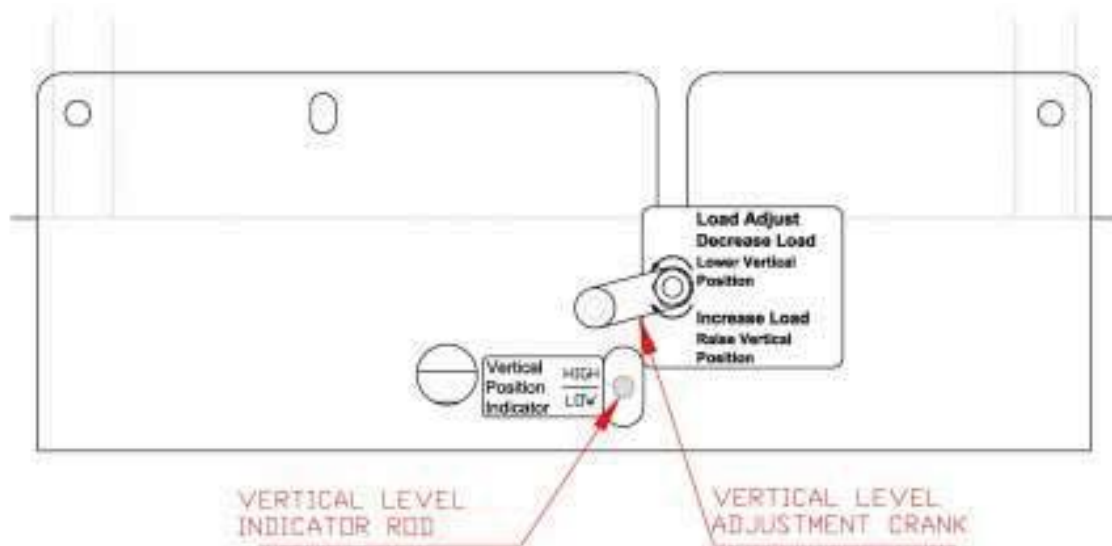 Load Adjust
Decrease Load
Lower Vertical
Position
Increase Load
Raise Vertical
Position
Vertical
Position
Indicator
HIGH
LOW
VERTICAL LEVEL
INDICATOR ROD
VERTICAL LEVEL
ADJUSTMENT CRANK